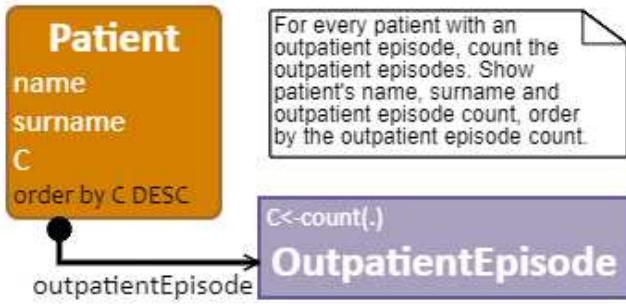 Patient
name
surname
C
order by C DESC
For every patient with an
outpatient episode, count the
outpatient episodes. Show
patient's name, surname and
outpatient episode count, order
by the outpatient episode count.
C<-count(.)
OutpatientEpisode
outpatientEpisode